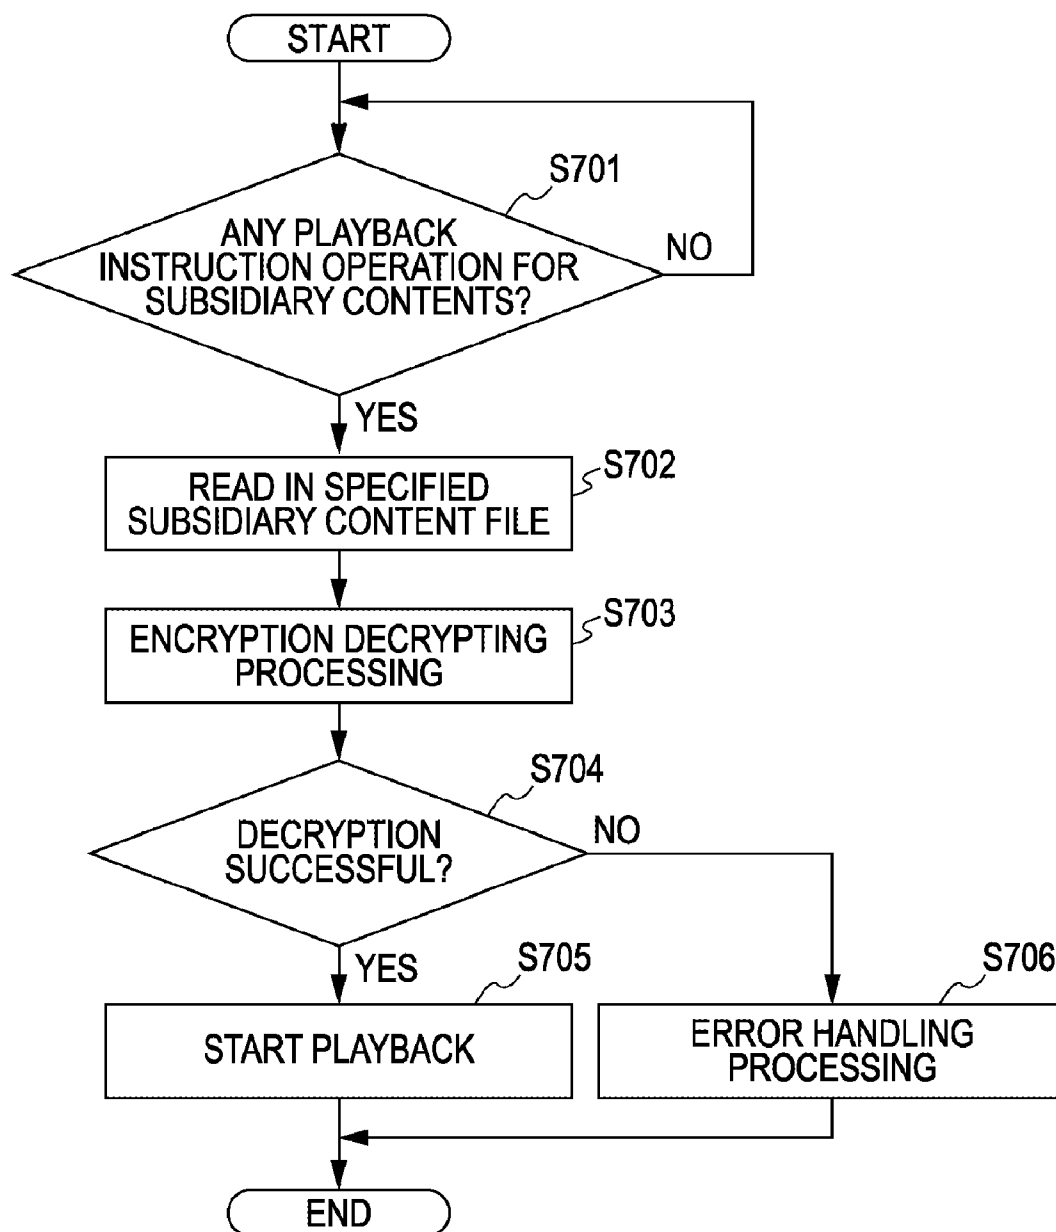 START
S701
ANY PLAYBACK
INSTRUCTION OPERATION FOR
SUBSIDIARY CONTENTS?
NO
YES
S702
READ IN SPECIFIED
SUBSIDIARY CONTENT FILE
S703
ENCRYPTION DECRYPTING
PROCESSING
S704
DECRYPTION
SUCCESSFUL?
NO
YES
S705
START PLAYBACK
S706
ERROR HANDLING
PROCESSING
END